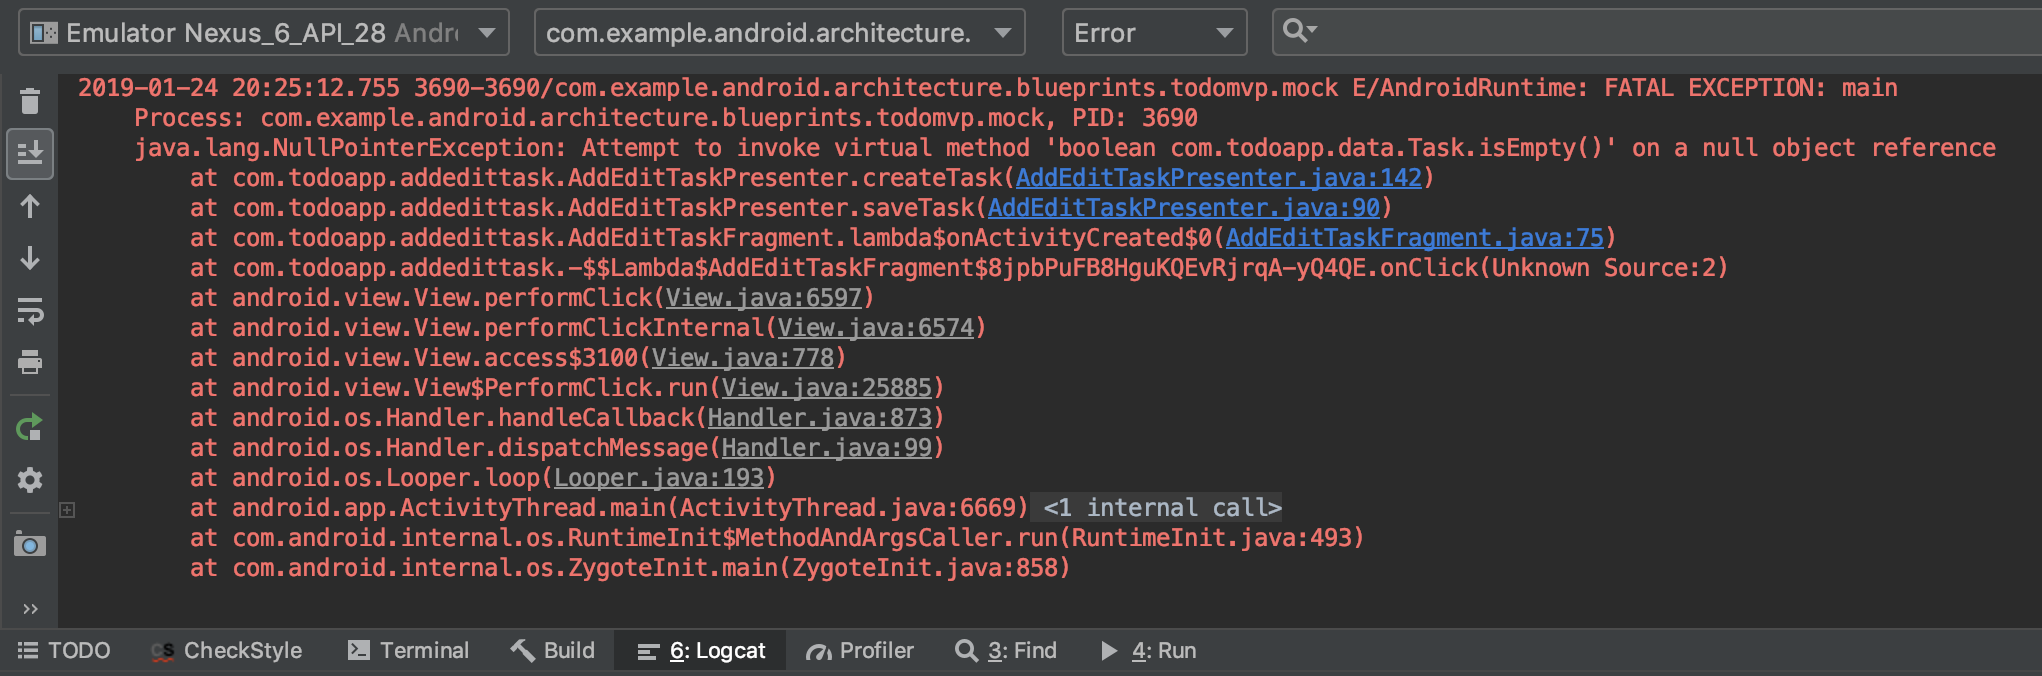 Emulator Nexus_6_API_28 Andr com.example.android.architecture. Error
2019-01-24 20:25:12.755 3690-3690/com.example.android.architecture.blueprints.todomvp.mock E/AndroidRuntime: FATAL EXCEPTION: main
Process: com.example.android.architecture.blueprints.todomvp.mock, PID: 3690
java.lang.NullPointerException: Attempt to invoke virtual method 'boolean com.todoapp.data.Task.isEmpty()' on a null object reference
at com.todoapp.addedittask.AddEditTaskPresenter.createTask(AddEditTaskPresenter.java:142)
at com.todoapp.addedittask.AddEditTaskPresenter.saveTask(AddEditTaskPresenter.java:90)
at com.todoapp.addedittask.AddEditTaskFragment.lambda$onActivityCreated$0(AddEditTaskFragment.java:75)
at com.todoapp.addedittask.-$$Lambda$AddEditTaskFragment$8jpbPuFB8HguKQEvRjrqA-yQ4QE.onClick(Unknown Source:2)
at android.view.View.performClick(View.java:6597)
at android.view.View.performClickInternal(View.java:6574)
at android.view.View.access$3100(View.java:778)
at android.view.View$PerformClick.run(View.java:25885)
at android.os.Handler.handleCallback(Handler.java:873)
at android.os.Handler.dispatchMessage(Handler.java:99)
at android.os.Looper.loop(Looper.java:193)
at android.app.ActivityThread.main(ActivityThread.java:6669) <1 internal call>
at com.android.internal.os.RuntimeInit$MethodAndArgsCaller.run(RuntimeInit.java:493)
at com.android.internal.os.ZygoteInit.main(ZygoteInit.java:858)
TODO CS CheckStyle Terminal Build 6: Logcat Profiler 3: Find 4: Run